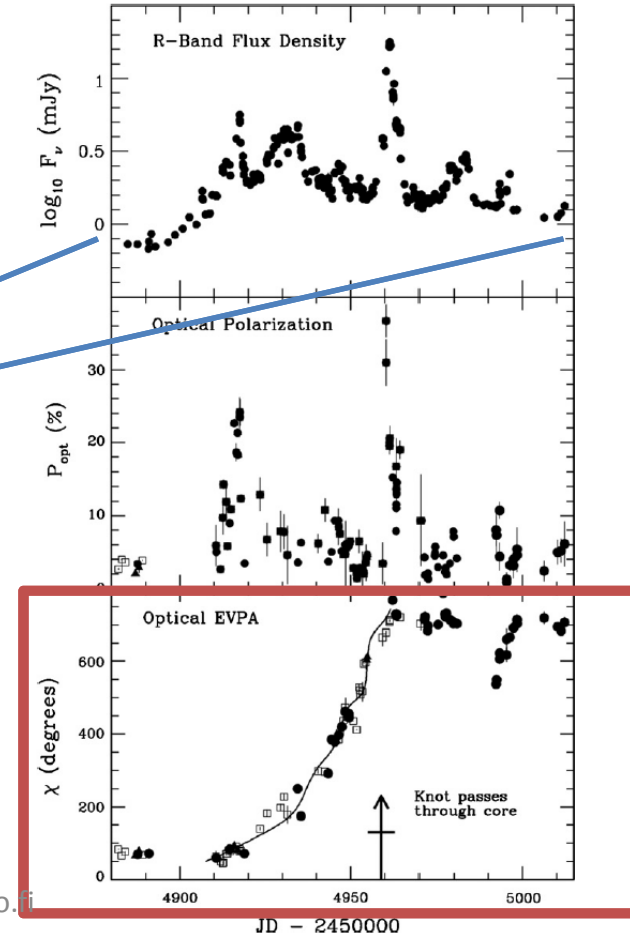 R-Band Flux Density
log10 Fν (mJy)
1
0.5
0
Optical Polarization
Popt (%)
30
20
10
0
Optical EVPA
χ (degrees)
600
400
200
0
Knot passes
through core
4900
4950
5000
JD - 2450000
o.fi